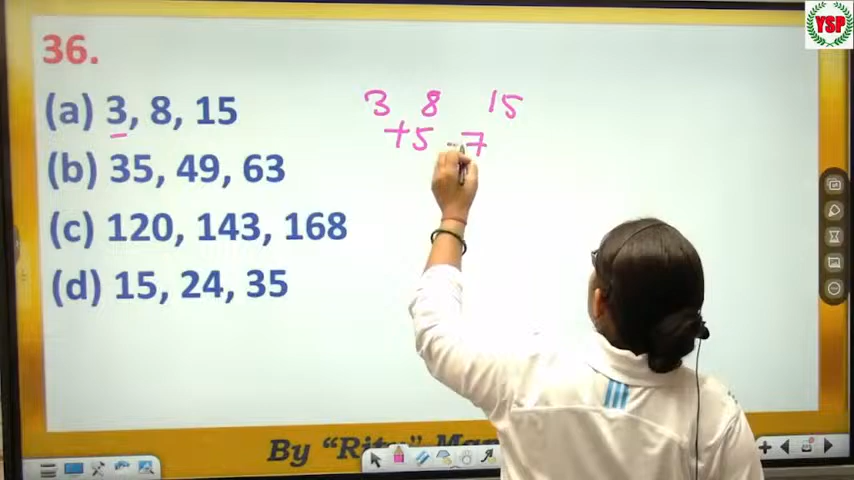 YSP
36.
(a) 3, 8, 15
3 8 15
+5 7
(b) 35, 49, 63
(c) 120, 143, 168
(d) 15, 24, 35
By